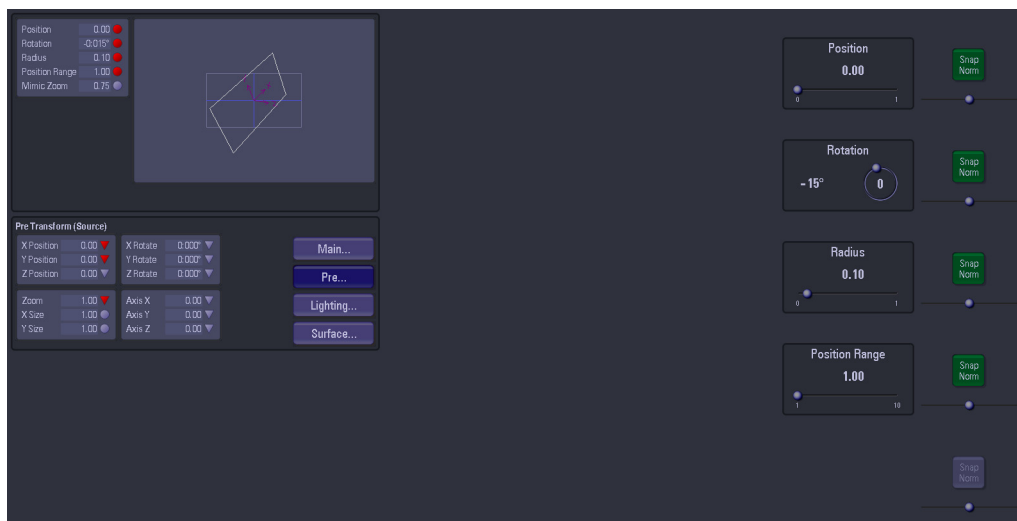 Position 0.00
Rotation -0:015°
Radius 0.10
Position Range 1.00
Mimic Zoom 0.75
Pre Transform (Source)
X Position 0.00 X Rotate 0:000°
Y Position 0.00 Y Rotate 0:000°
Z Position 0.00 Z Rotate 0:000°
Zoom 1.00 Axis X 0.00
X Size 1.00 Axis Y 0.00
Y Size 1.00 Axis Z 0.00
Main...
Pre...
Lighting...
Surface...
Position
0.00
0 1
Snap
Norm
Rotation
-15° 0
Snap
Norm
Radius
0.10
0 1
Snap
Norm
Position Range
1.00
1 10
Snap
Norm
Snap
Norm